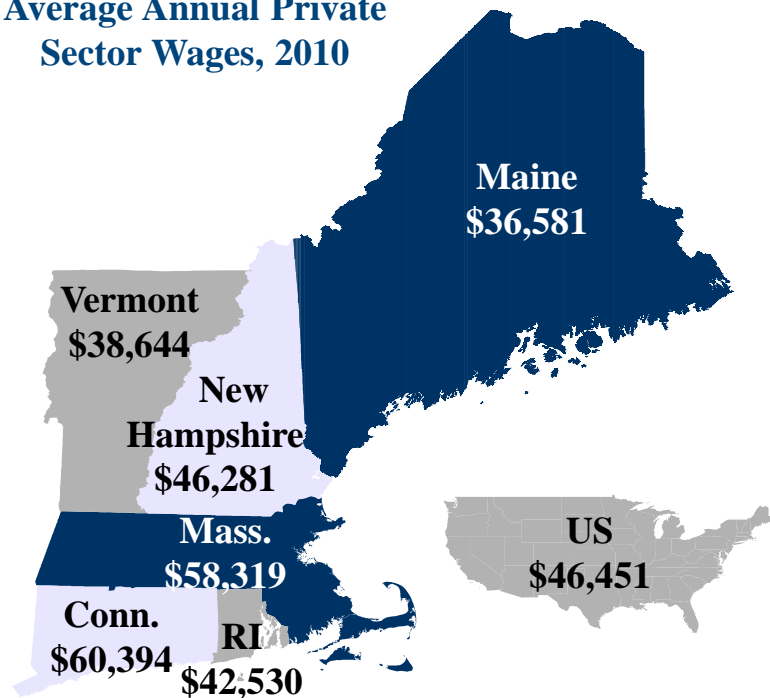 Average Annual Private
Sector Wages, 2010
Maine
$36,581
Vermont
$38,644
New
Hampshire
$46,281
Mass.
$58,319
US
$46,451
Conn.
$60,394
RI
$42,530